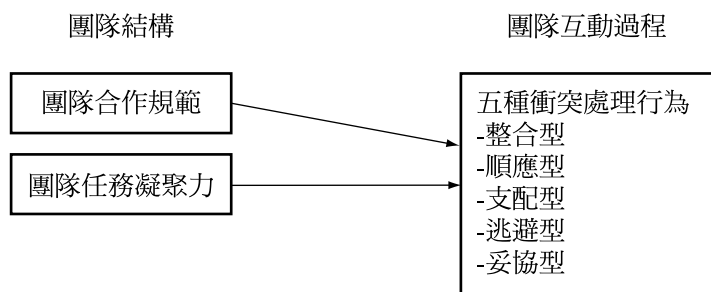 團隊結構
團隊互動過程
團隊合作規範
團隊任務凝聚力
五種衝突處理行為
-整合型
-順應型
-支配型
-逃避型
-妥協型